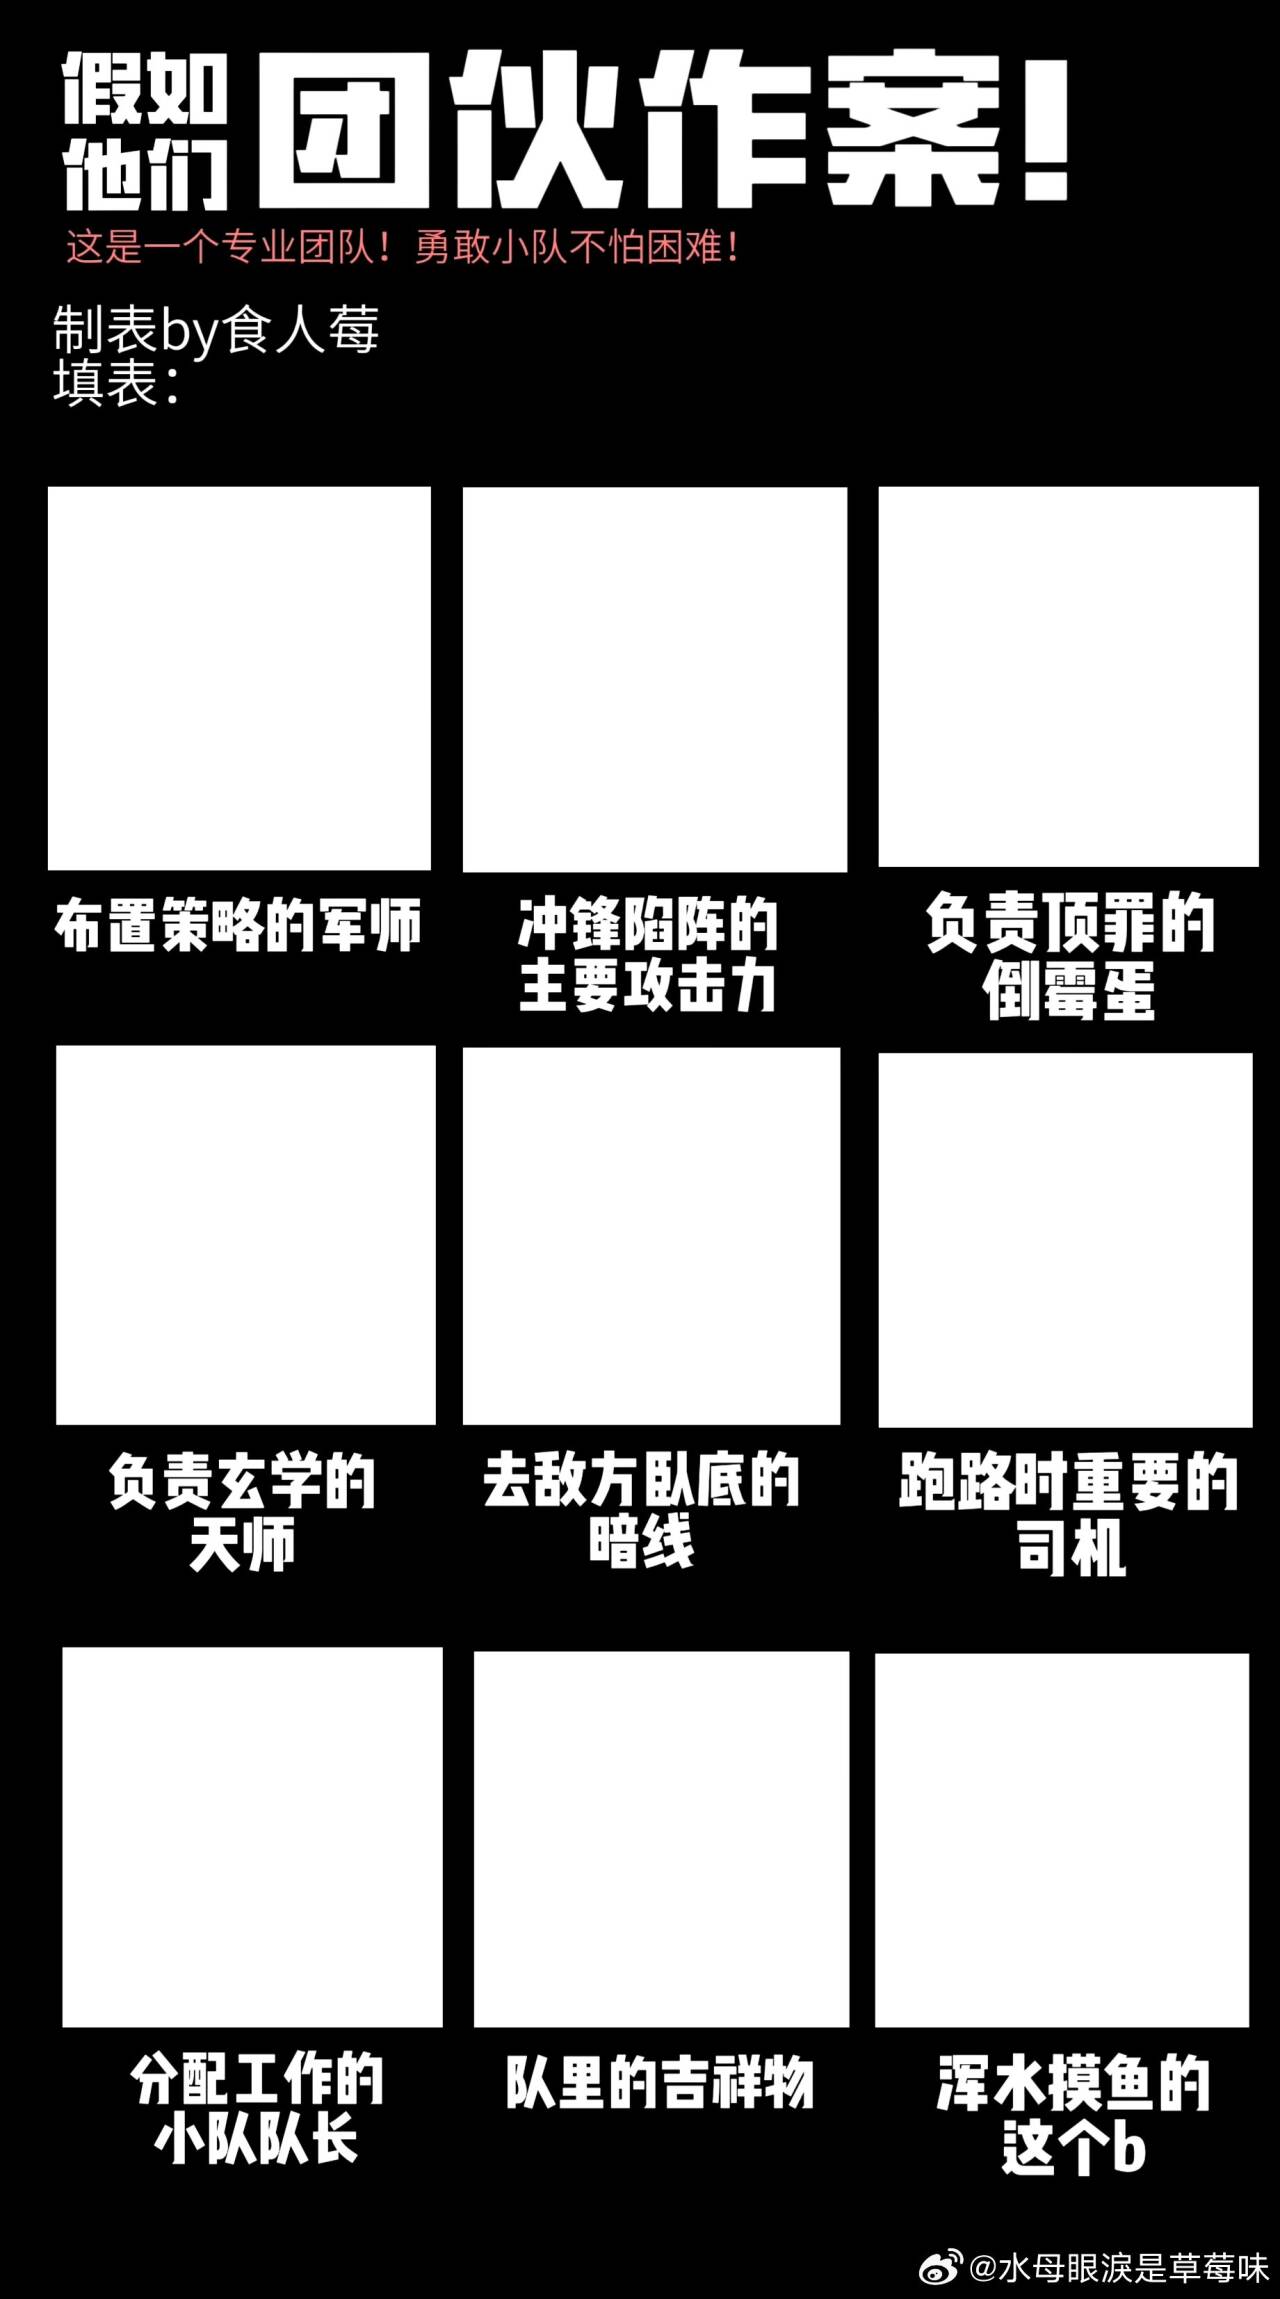 假如
他们
团伙作案!
这是一个专业团队！勇敢小队不怕困难！
制表by食人莓
填表：
布置策略的军师
冲锋陷阵的
主要攻击力
负责顶罪的
倒霉蛋
负责玄学的
天师
去敌方卧底的
暗线
跑路时重要的
司机
分配工作的
小队队长
队里的吉祥物
浑水摸鱼的
这个b
@水母眼淚是草莓味